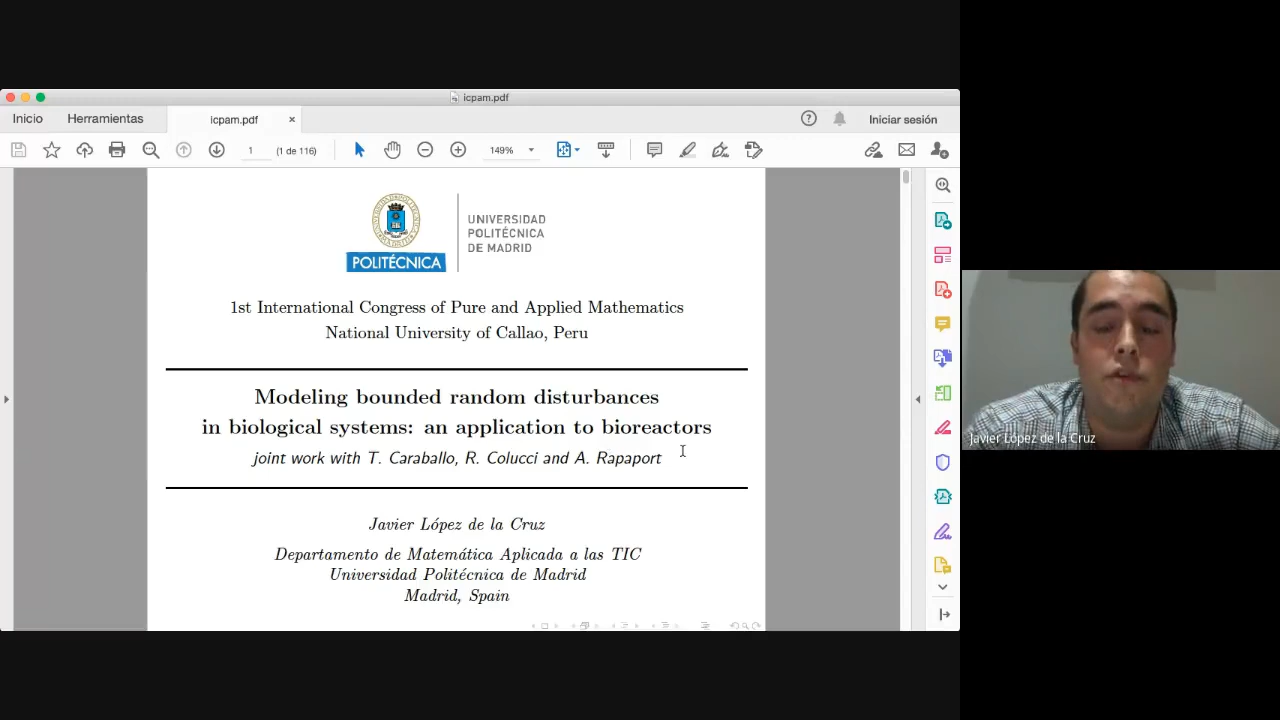 icpam.pdf
Inicio
Herramientas
icpam.pdf
×
Iniciar sesión
1
(1 de 116)
149%
UNIVERSIDAD
POLITÉCNICA
DE MADRID
POLITÉCNICA
1st International Congress of Pure and Applied Mathematics
National University of Callao, Peru
Modeling bounded random disturbances
in biological systems: an application to bioreactors
joint work with T. Caraballo, R. Colucci and A. Rapaport
Javier López de la Cruz
Departamento de Matemática Aplicada a las TIC
Universidad Politécnica de Madrid
Madrid, Spain
Javier López de la Cruz